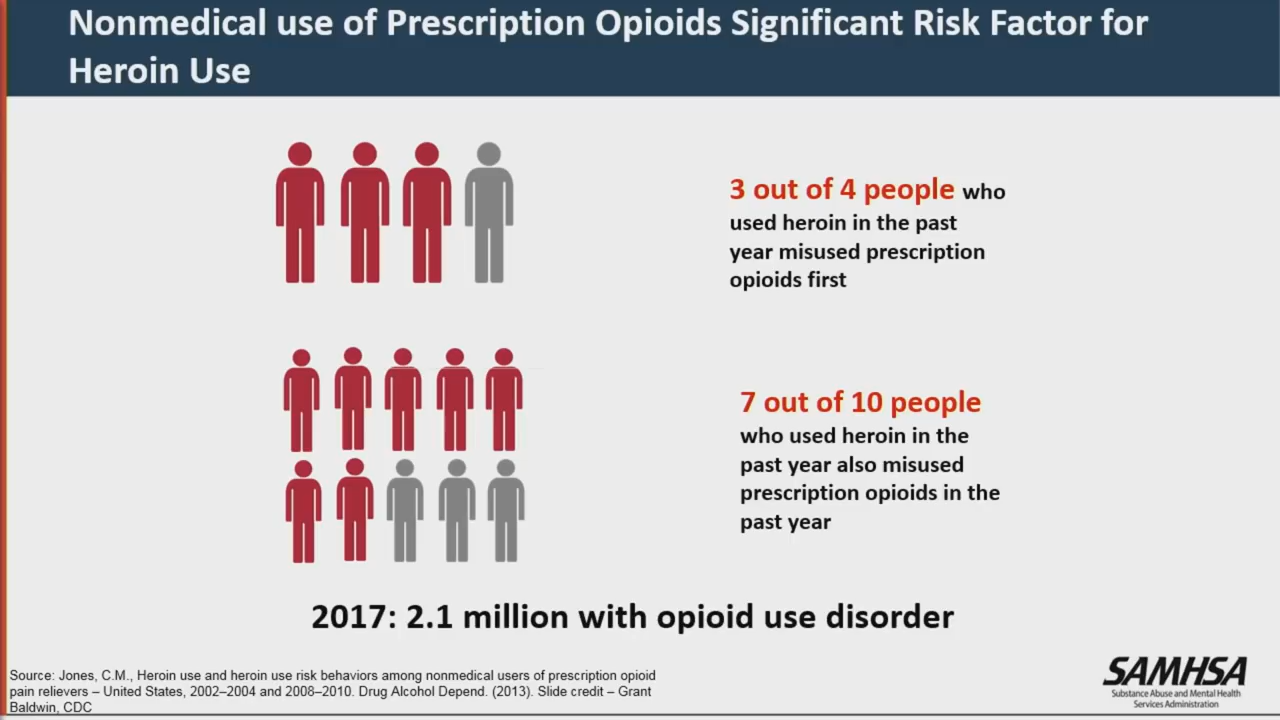 Nonmedical use of Prescription Opioids Significant Risk Factor for
Heroin Use
3 out of 4 people who
used heroin in the past
year misused prescription
opioids first
7 out of 10 people
who used heroin in the
past year also misused
prescription opioids in the
past year
2017: 2.1 million with opioid use disorder
Source: Jones, C.M., Heroin use and heroin use risk behaviors among nonmedical users of prescription opioid
pain relievers – United States, 2002–2004 and 2008–2010. Drug Alcohol Depend. (2013). Slide credit – Grant
Baldwin, CDC
SAMHSA
Substance Abuse and Mental Health
Services Administration